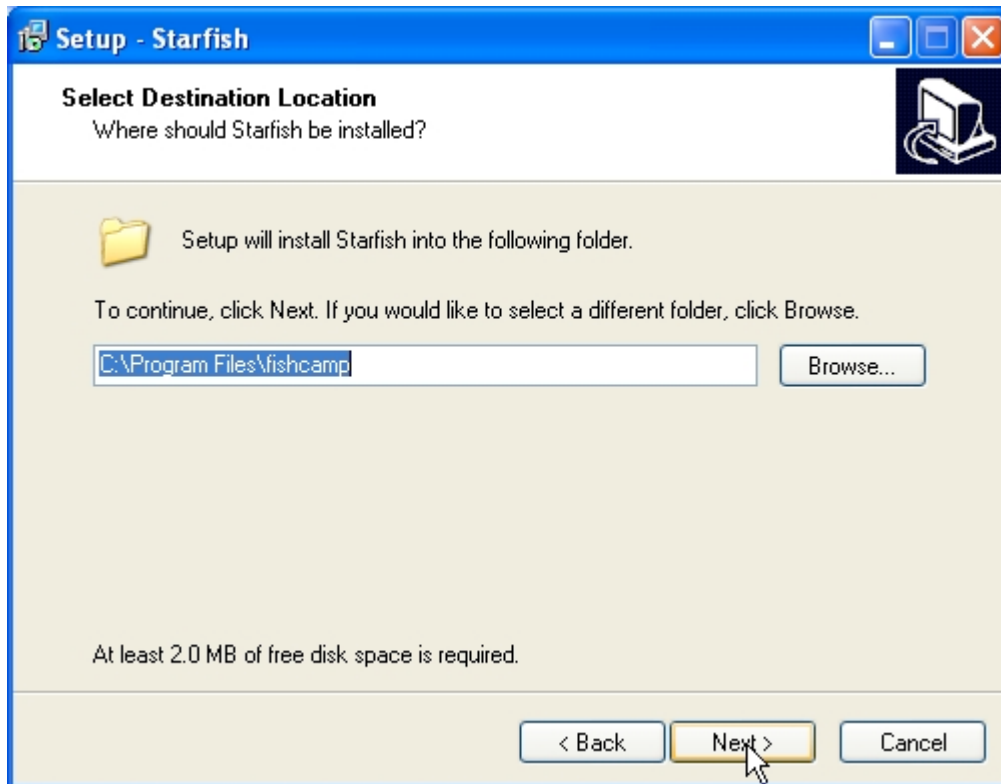 Setup - Starfish
Select Destination Location
Where should Starfish be installed?
Setup will install Starfish into the following folder.
To continue, click Next. If you would like to select a different folder, click Browse.
C:\Program Files\fishcamp
Browse...
At least 2.0 MB of free disk space is required.
< Back
Next >
Cancel